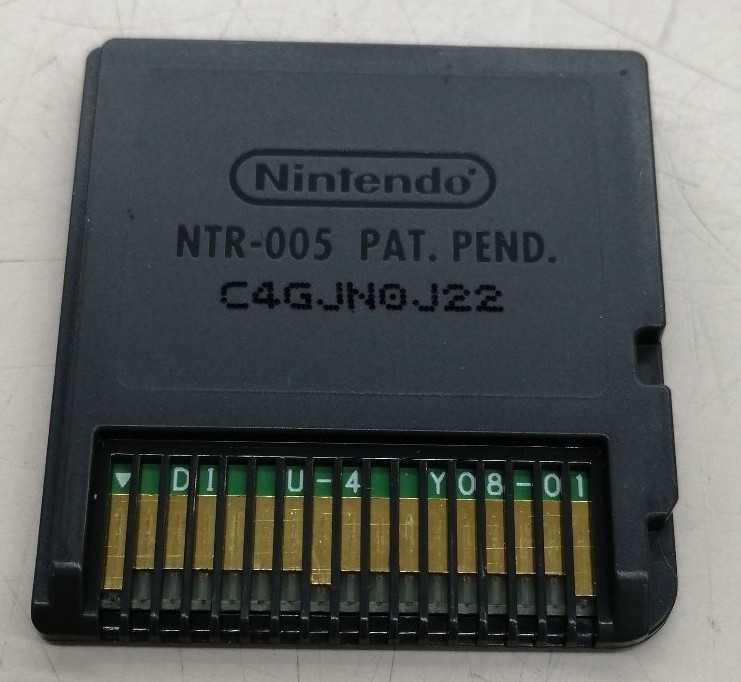 Nintendo
NTR-005 PAT. PEND.
C4GJN0J22
▼ DI U-4 Y08-01